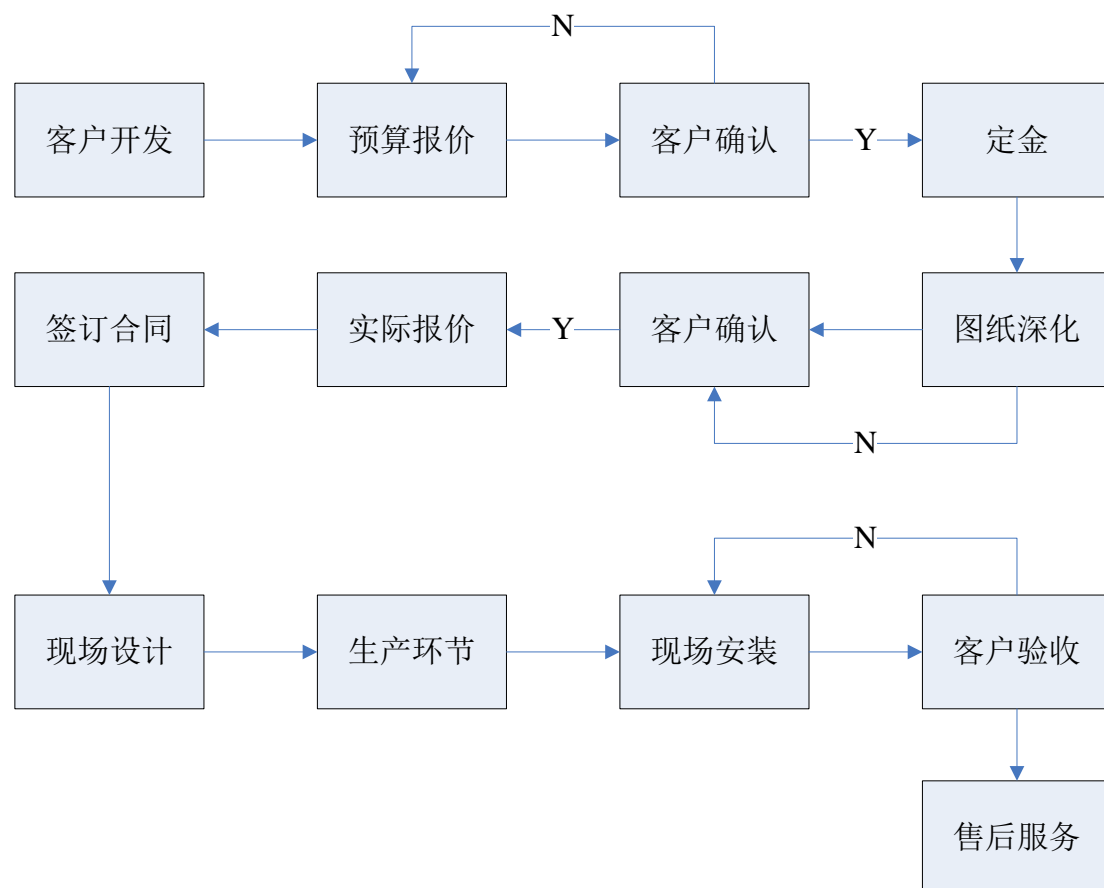 N
客户开发
预算报价
客户确认
Y
定金
签订合同
实际报价
Y
客户确认
图纸深化
N
N
现场设计
生产环节
现场安装
客户验收
售后服务